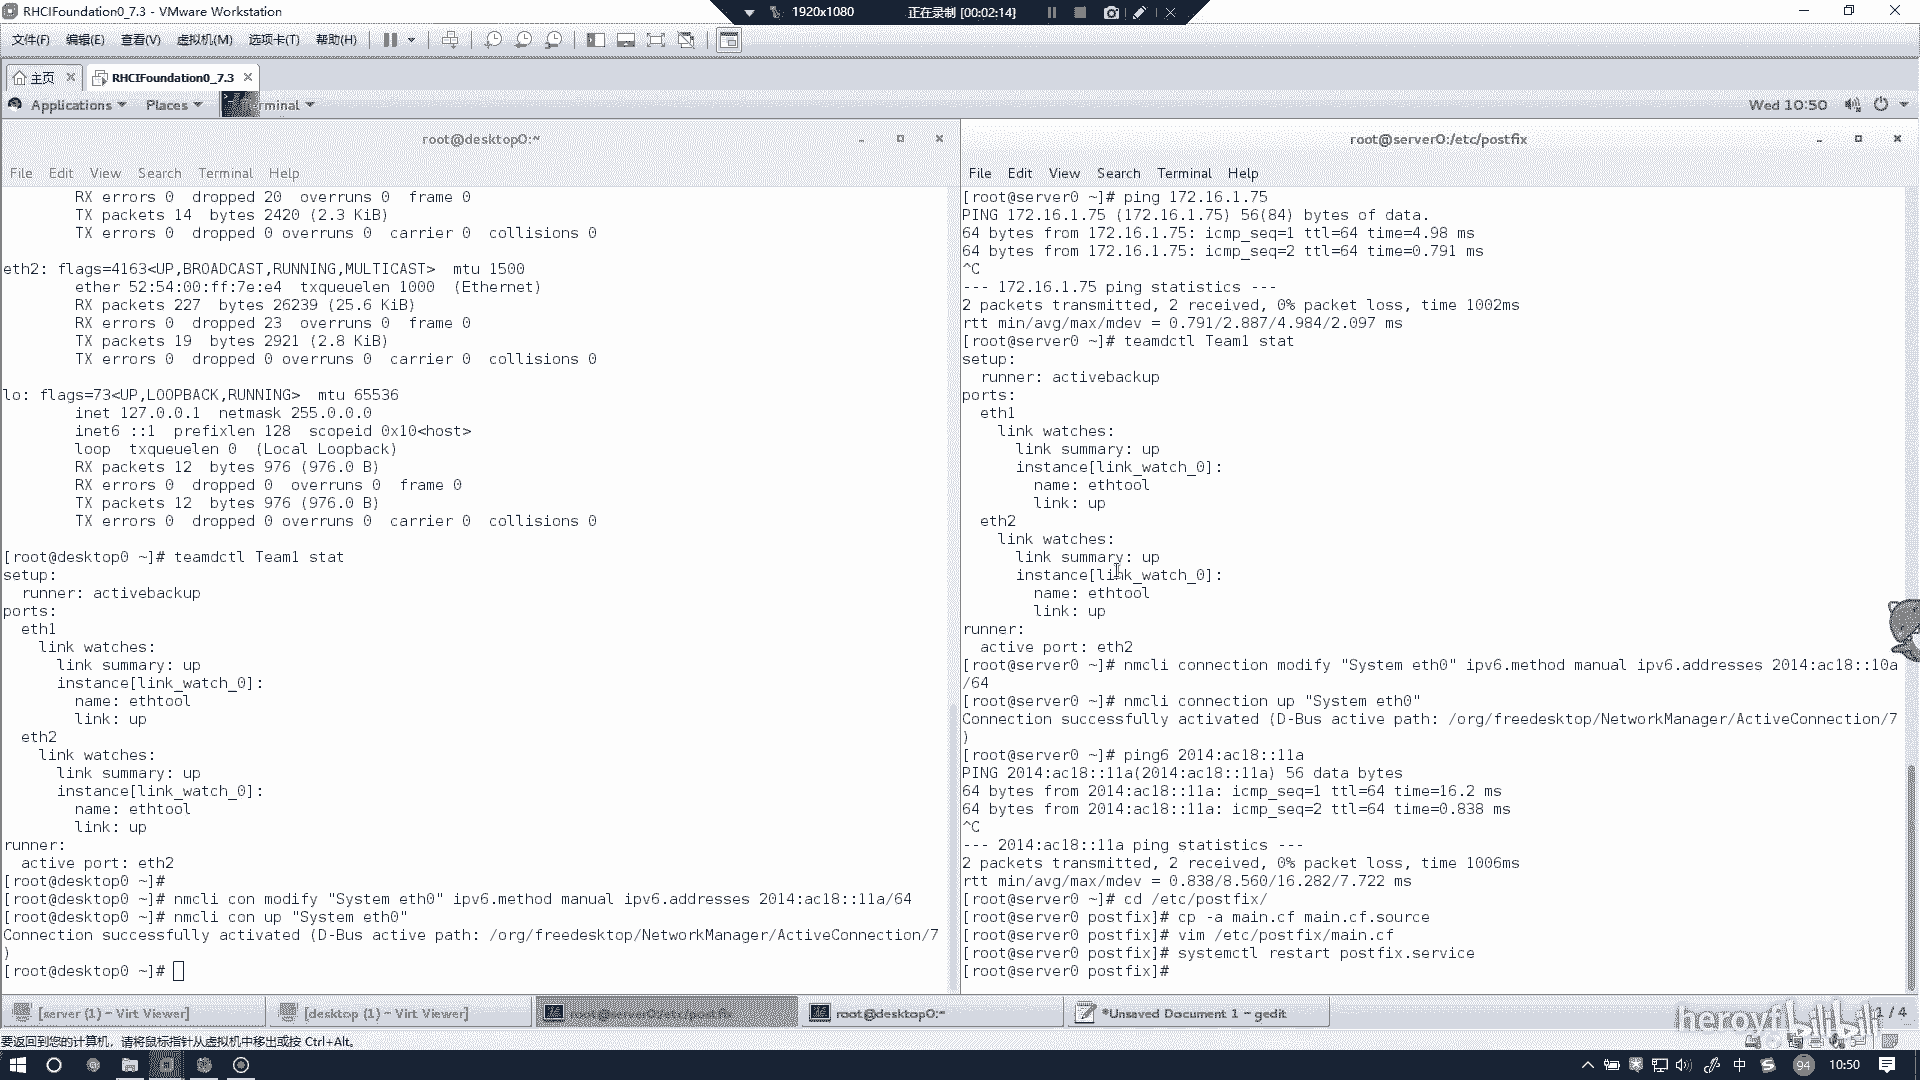 RHCIFoundation0_7.3 - VMware Workstation
1920x1080
正在录制 [00:02:14]
文件(F) 编辑(E) 查看(V) 虚拟机(M) 选项卡(T) 帮助(H)
主页
RHCIFoundation0_7.3
Applications Places
Wed 10:50
root@desktop0:~
File Edit View Search Terminal Help
RX errors 0 dropped 20 overruns 0 frame 0
TX packets 14 bytes 2420 (2.3 KiB)
TX errors 0 dropped 0 overruns 0 carrier 0 collisions 0
eth2: flags=4163<UP,BROADCAST,RUNNING,MULTICAST> mtu 1500
ether 52:54:00:ff:7e:e4 txqueuelen 1000 (Ethernet)
RX packets 227 bytes 26239 (25.6 KiB)
RX errors 0 dropped 23 overruns 0 frame 0
TX packets 19 bytes 2921 (2.8 KiB)
TX errors 0 dropped 0 overruns 0 carrier 0 collisions 0
lo: flags=73<UP,LOOPBACK,RUNNING> mtu 65536
inet 127.0.0.1 netmask 255.0.0.0
inet6 ::1 prefixlen 128 scopeid 0x10<host>
loop txqueuelen 0 (Local Loopback)
RX packets 12 bytes 976 (976.0 B)
RX errors 0 dropped 0 overruns 0 frame 0
TX packets 12 bytes 976 (976.0 B)
TX errors 0 dropped 0 overruns 0 carrier 0 collisions 0
[root@desktop0 ~]# teamdctl Team1 stat
setup:
runner: activebackup
ports:
eth1
link watches:
link summary: up
instance[link_watch_0]:
name: ethtool
link: up
eth2
link watches:
link summary: up
instance[link_watch_0]:
name: ethtool
link: up
runner:
active port: eth2
[root@desktop0 ~]#
[root@desktop0 ~]# nmcli con modify "System eth0" ipv6.method manual ipv6.addresses 2014:ac18::11a/64
[root@desktop0 ~]# nmcli con up "System eth0"
Connection successfully activated (D-Bus active path: /org/freedesktop/NetworkManager/ActiveConnection/7
)
[root@desktop0 ~]#
root@server0:/etc/postfix
File Edit View Search Terminal Help
[root@server0 ~]# ping 172.16.1.75
PING 172.16.1.75 (172.16.1.75) 56(84) bytes of data.
64 bytes from 172.16.1.75: icmp_seq=1 ttl=64 time=4.98 ms
64 bytes from 172.16.1.75: icmp_seq=2 ttl=64 time=0.791 ms
^C
--- 172.16.1.75 ping statistics ---
2 packets transmitted, 2 received, 0% packet loss, time 1002ms
rtt min/avg/max/mdev = 0.791/2.887/4.984/2.097 ms
[root@server0 ~]# teamdctl Team1 stat
setup:
runner: activebackup
ports:
eth1
link watches:
link summary: up
instance[link_watch_0]:
name: ethtool
link: up
eth2
link watches:
link summary: up
instance[link_watch_0]:
name: ethtool
link: up
runner:
active port: eth2
[root@server0 ~]# nmcli connection modify "System eth0" ipv6.method manual ipv6.addresses 2014:ac18::10a
/64
[root@server0 ~]# nmcli connection up "System eth0"
Connection successfully activated (D-Bus active path: /org/freedesktop/NetworkManager/ActiveConnection/7
)
[root@server0 ~]# ping6 2014:ac18::11a
PING 2014:ac18::11a(2014:ac18::11a) 56 data bytes
64 bytes from 2014:ac18::11a: icmp_seq=1 ttl=64 time=16.2 ms
64 bytes from 2014:ac18::11a: icmp_seq=2 ttl=64 time=0.838 ms
^C
--- 2014:ac18::11a ping statistics ---
2 packets transmitted, 2 received, 0% packet loss, time 1006ms
rtt min/avg/max/mdev = 0.838/8.560/16.282/7.722 ms
[root@server0 ~]# cd /etc/postfix/
[root@server0 postfix]# cp -a main.cf main.cf.source
[root@server0 postfix]# vim /etc/postfix/main.cf
[root@server0 postfix]# systemctl restart postfix.service
[root@server0 postfix]#
[server (1) - Virt Viewer]
[desktop (1) - Virt Viewer]
root@server0:/etc/postfix
root@desktop0:~
*Unsaved Document 1 - gedit
1 / 4
bilibili
要返回到您的计算机，请将鼠标指针从虚拟机中移出或按 Ctrl+Alt。
中
94
10:50